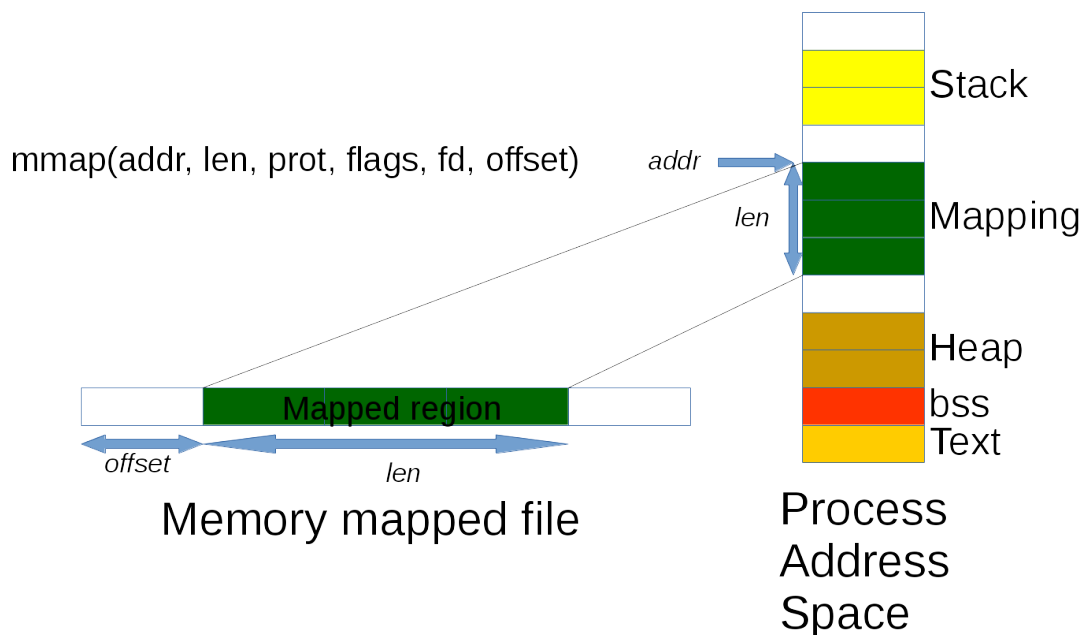 Stack
mmap(addr, len, prot, flags, fd, offset)
addr
len
Mapping
Heap
Mapped region
bss
Text
offset
len
Memory mapped file
Process
Address
Space